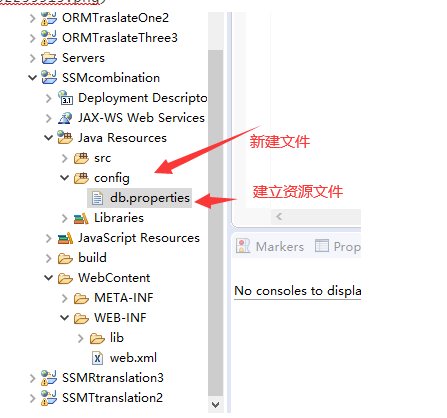 ORMTraslateOne2
ORMTraslateThree3
Servers
SSMcombination
Deployment Descripto
JAX-WS Web Services
Java Resources
新建文件
src
config
db.properties
建立资源文件
Libraries
JavaScript Resources
build
Markers
Prop
WebContent
META-INF
No consoles to displa
WEB-INF
lib
web.xml
SSMRtranslation3
SSMTtranslation2